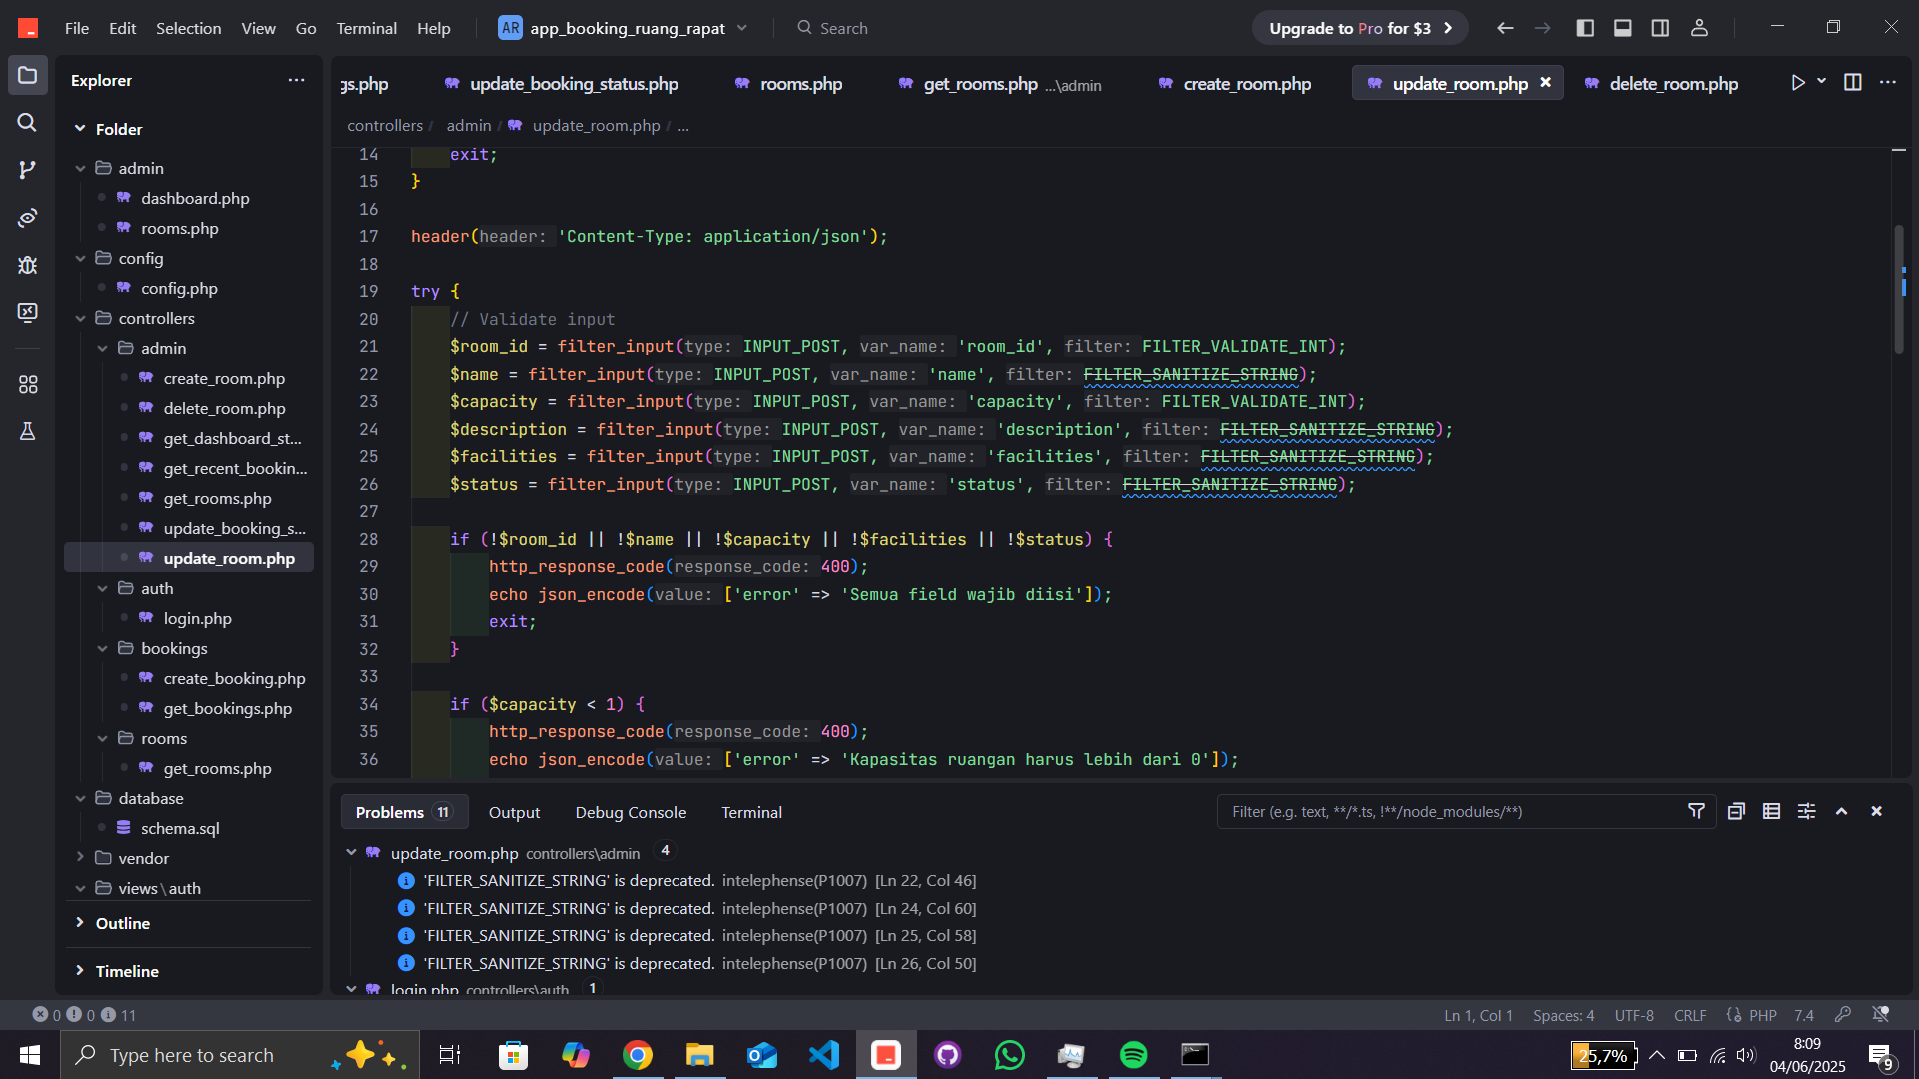 File Edit Selection View Go Terminal Help AR app_booking_ruang_rapat Search Upgrade to Pro for $3
Explorer
Folder
admin
dashboard.php
rooms.php
config
config.php
controllers
admin
create_room.php
delete_room.php
get_dashboard_st...
get_recent_bookin...
get_rooms.php
update_booking_s...
update_room.php
auth
login.php
bookings
create_booking.php
get_bookings.php
rooms
get_rooms.php
database
schema.sql
vendor
views\auth
Outline
Timeline
gs.php update_booking_status.php rooms.php get_rooms.php ...\admin create_room.php update_room.php delete_room.php
controllers / admin / update_room.php / ...
14 exit;
15 }
16
17 header(header: 'Content-Type: application/json');
18
19 try {
20 // Validate input
21 $room_id = filter_input(type: INPUT_POST, var_name: 'room_id', filter: FILTER_VALIDATE_INT);
22 $name = filter_input(type: INPUT_POST, var_name: 'name', filter: FILTER_SANITIZE_STRING);
23 $capacity = filter_input(type: INPUT_POST, var_name: 'capacity', filter: FILTER_VALIDATE_INT);
24 $description = filter_input(type: INPUT_POST, var_name: 'description', filter: FILTER_SANITIZE_STRING);
25 $facilities = filter_input(type: INPUT_POST, var_name: 'facilities', filter: FILTER_SANITIZE_STRING);
26 $status = filter_input(type: INPUT_POST, var_name: 'status', filter: FILTER_SANITIZE_STRING);
27
28 if (!$room_id || !$name || !$capacity || !$facilities || !$status) {
29 http_response_code(response_code: 400);
30 echo json_encode(value: ['error' => 'Semua field wajib diisi']);
31 exit;
32 }
33
34 if ($capacity < 1) {
35 http_response_code(response_code: 400);
36 echo json_encode(value: ['error' => 'Kapasitas ruangan harus lebih dari 0']);
Problems 11 Output Debug Console Terminal Filter (e.g. text, **/*.ts, !**/node_modules/**)
update_room.php controllers\admin 4
'FILTER_SANITIZE_STRING' is deprecated. intelephense(P1007) [Ln 22, Col 46]
'FILTER_SANITIZE_STRING' is deprecated. intelephense(P1007) [Ln 24, Col 60]
'FILTER_SANITIZE_STRING' is deprecated. intelephense(P1007) [Ln 25, Col 58]
'FILTER_SANITIZE_STRING' is deprecated. intelephense(P1007) [Ln 26, Col 50]
login.php controllers\auth 1
0 0 11 Ln 1, Col 1 Spaces: 4 UTF-8 CRLF PHP 7.4
Type here to search 25,7% 8:09
04/06/2025 9